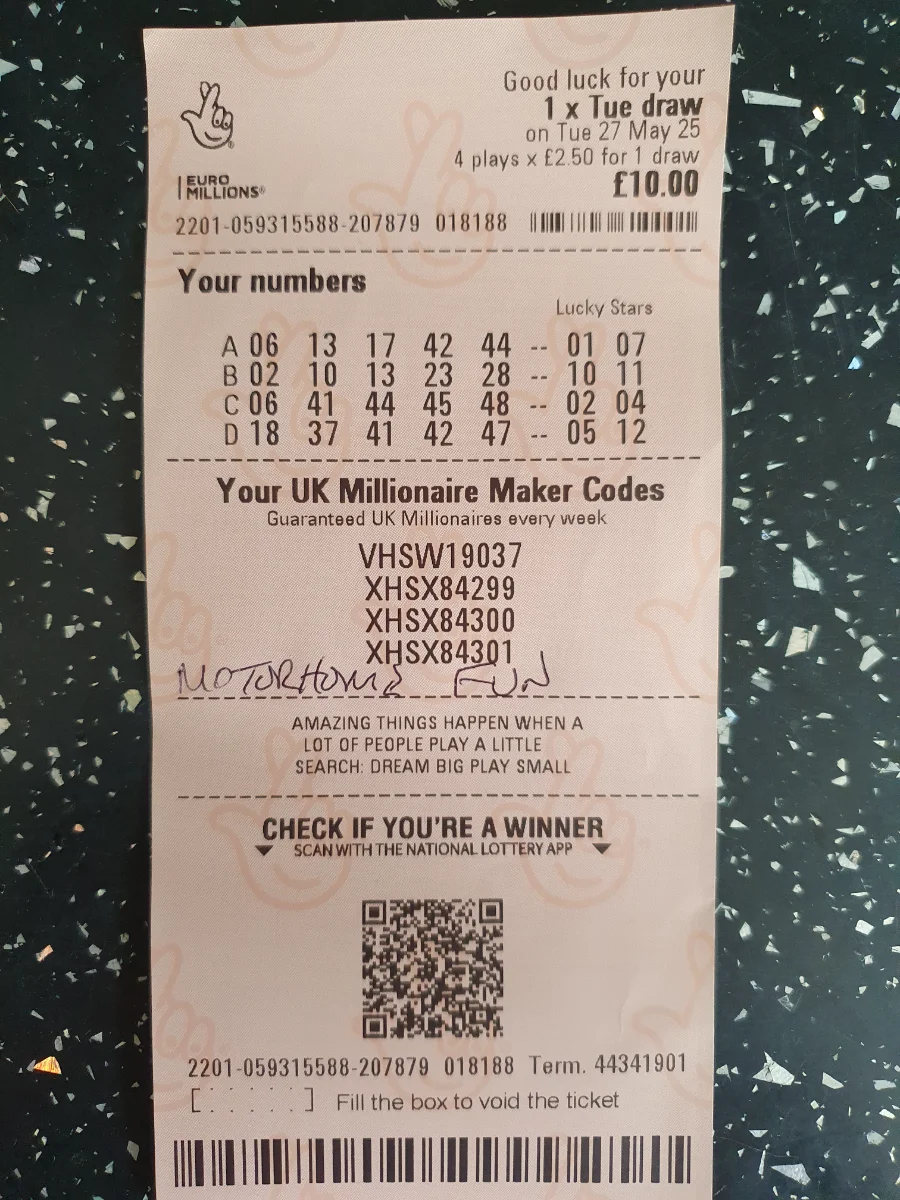 Good luck for your
1 x Tue draw
on Tue 27 May 25
4 plays x £2.50 for 1 draw
£10.00
EURO
MILLIONS®
2201-059315588-207879 018188
Your numbers
Lucky Stars
A 06 13 17 42 44 -- 01 07
B 02 10 13 23 28 -- 10 11
C 06 41 44 45 48 -- 02 04
D 18 37 41 42 47 -- 05 12
Your UK Millionaire Maker Codes
Guaranteed UK Millionaires every week
VHSW19037
XHSX84299
XHSX84300
XHSX84301
MOTORHOME FUN
AMAZING THINGS HAPPEN WHEN A
LOT OF PEOPLE PLAY A LITTLE
SEARCH: DREAM BIG PLAY SMALL
CHECK IF YOU'RE A WINNER
SCAN WITH THE NATIONAL LOTTERY APP
2201-059315588-207879 018188 Term. 44341901
[. . . . . .] Fill the box to void the ticket